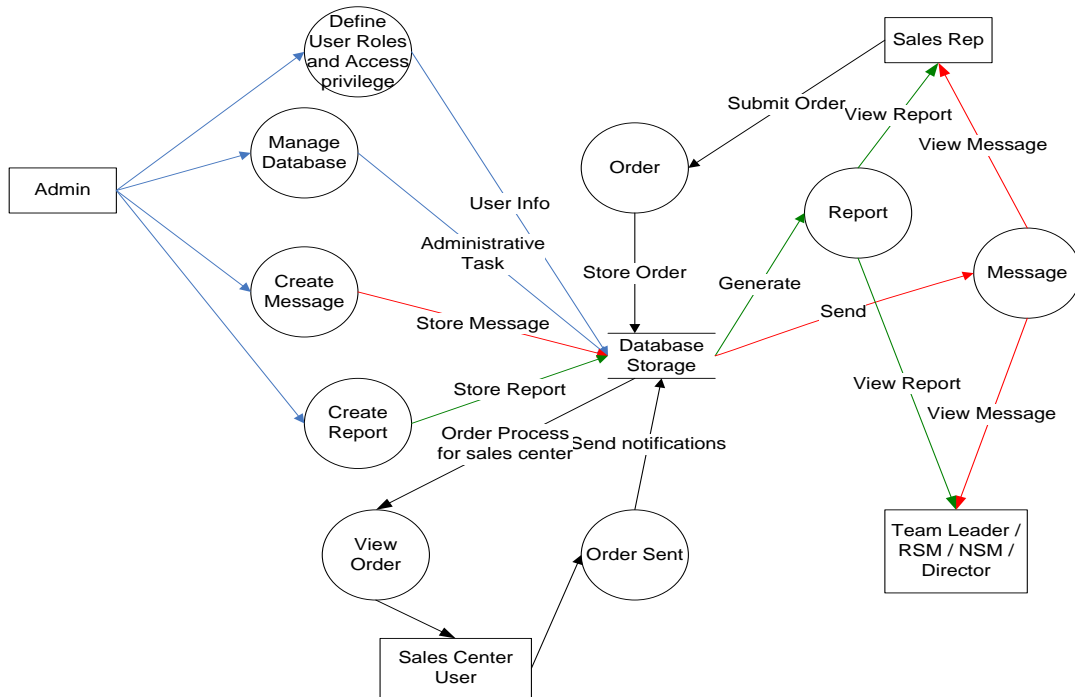 Define
User Roles
and Access
privilege
Sales Rep
Submit Order
View Report
Manage
Database
Order
View Message
Admin
User Info
Report
Administrative
Task
Create
Message
Store Order
Generate
Message
Store Message
Send
Database
Storage
Store Report
View Report
Create
Report
View Message
Order Process
for sales center
Send notifications
View
Order
Order Sent
Team Leader /
RSM / NSM /
Director
Sales Center
User